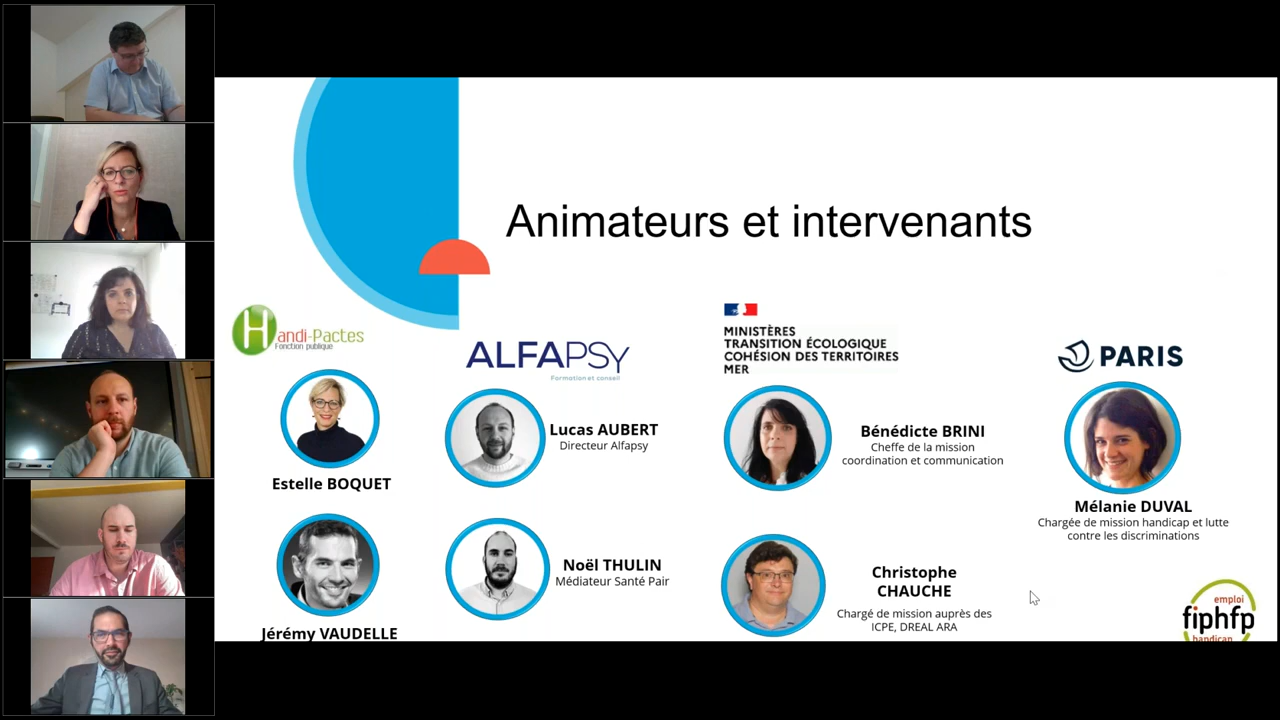 Animateurs et intervenants
Handi-Pactes
Fonction publique
Estelle BOQUET
Jérémy VAUDELLE
ALFAPSY
Formation et conseil
Lucas AUBERT
Directeur Alfapsy
Noël THULIN
Médiateur Santé Pair
MINISTÈRES
TRANSITION ÉCOLOGIQUE
COHÉSION DES TERRITOIRES
MER
Bénédicte BRINI
Cheffe de la mission
coordination et communication
Christophe
CHAUCHE
Chargé de mission auprès des
ICPE, DREAL ARA
PARIS
Mélanie DUVAL
Chargée de mission handicap et lutte
contre les discriminations
emploi
fiphfp
handicap